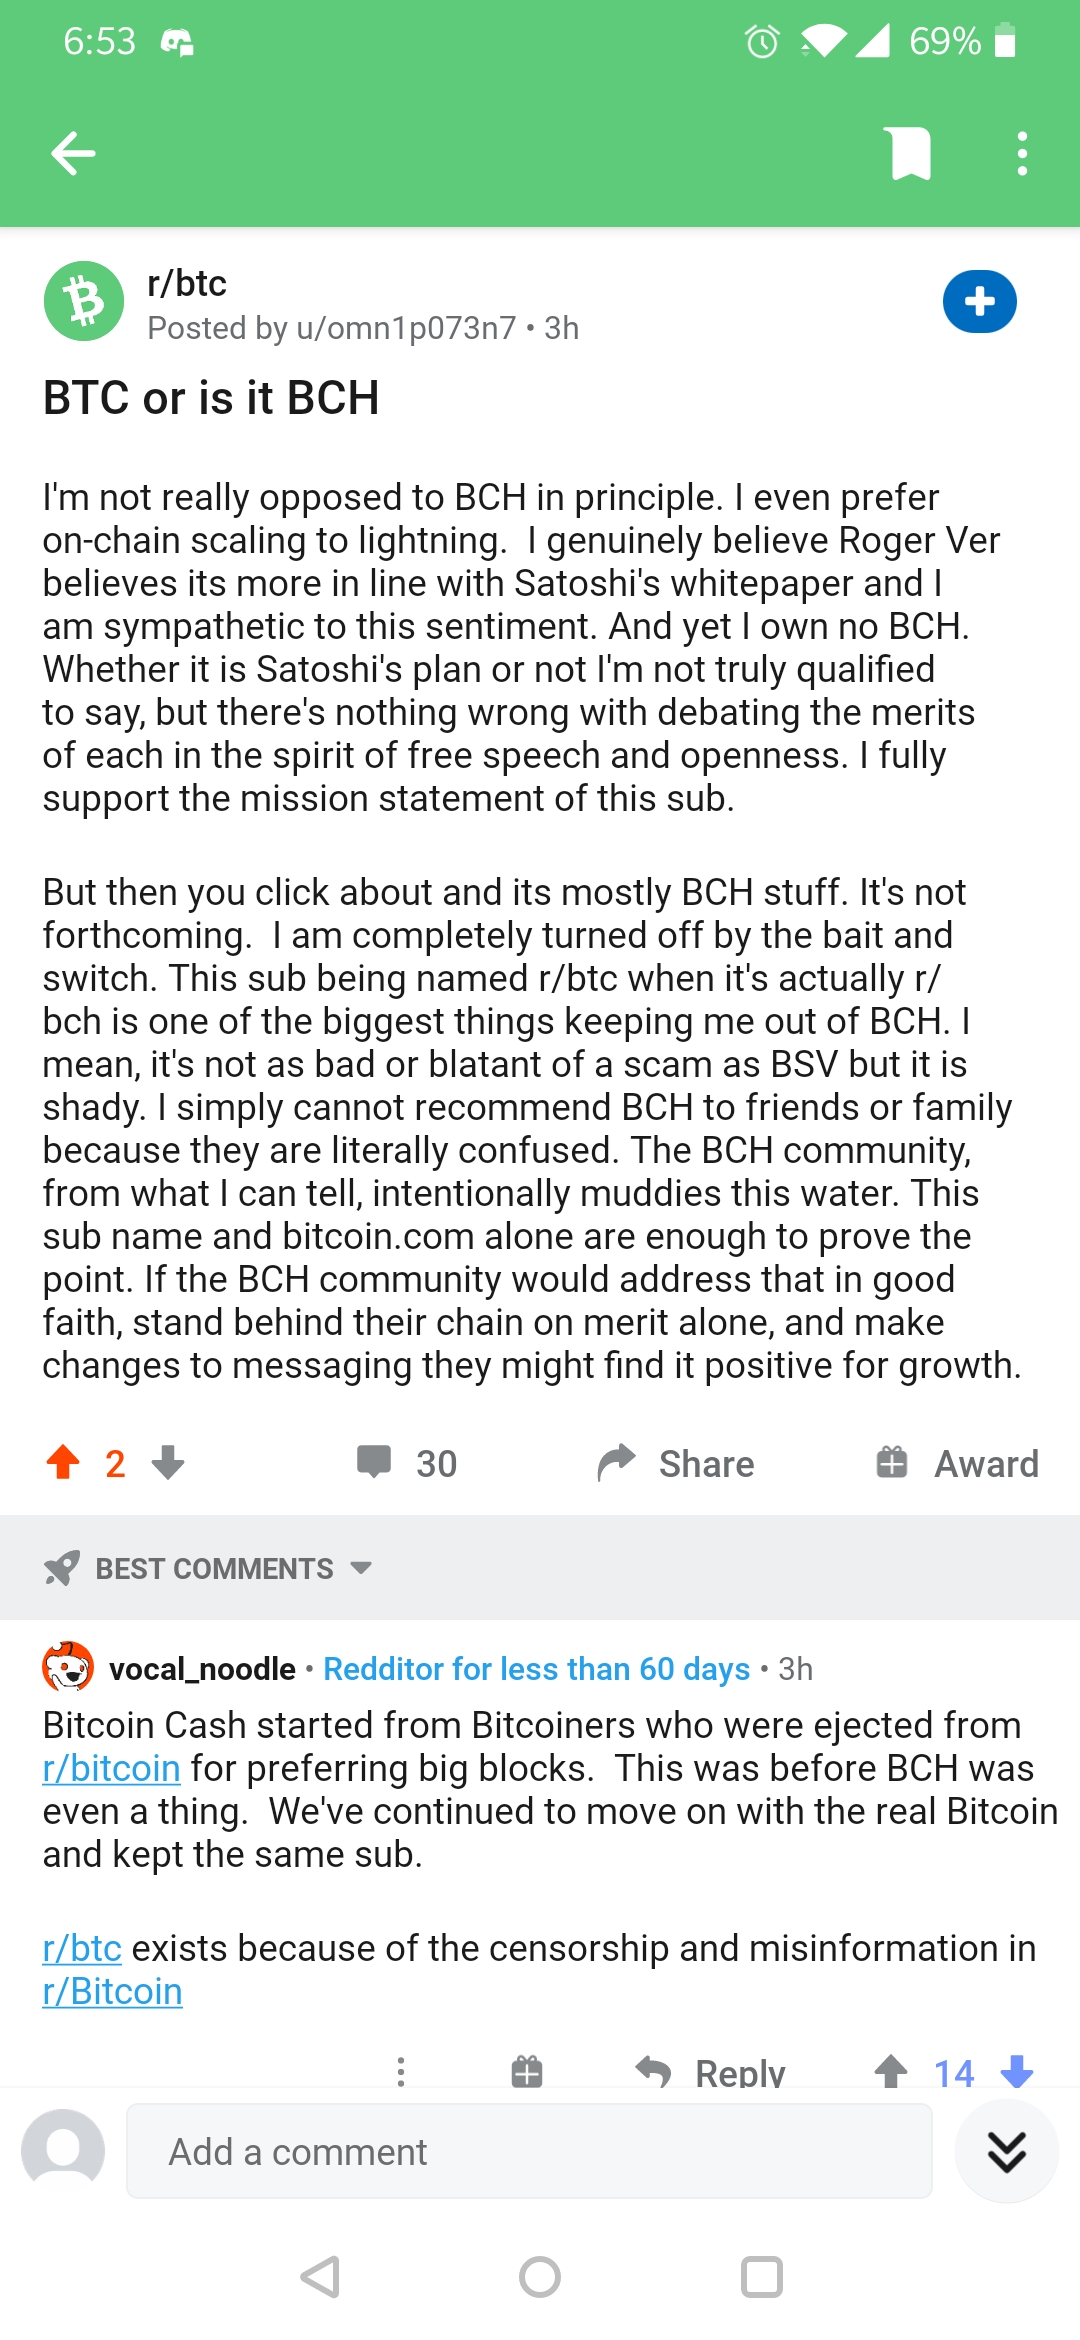 6:53
69%
r/btc
Posted by u/omn1p073n7 • 3h
BTC or is it BCH
I'm not really opposed to BCH in principle. I even prefer
on-chain scaling to lightning.  I genuinely believe Roger Ver
believes its more in line with Satoshi's whitepaper and I
am sympathetic to this sentiment. And yet I own no BCH.
Whether it is Satoshi's plan or not I'm not truly qualified
to say, but there's nothing wrong with debating the merits
of each in the spirit of free speech and openness. I fully
support the mission statement of this sub.
But then you click about and its mostly BCH stuff. It's not
forthcoming.  I am completely turned off by the bait and
switch. This sub being named r/btc when it's actually r/
bch is one of the biggest things keeping me out of BCH. I
mean, it's not as bad or blatant of a scam as BSV but it is
shady. I simply cannot recommend BCH to friends or family
because they are literally confused. The BCH community,
from what I can tell, intentionally muddies this water. This
sub name and bitcoin.com alone are enough to prove the
point. If the BCH community would address that in good
faith, stand behind their chain on merit alone, and make
changes to messaging they might find it positive for growth.
2 30 Share Award
BEST COMMENTS
vocal_noodle • Redditor for less than 60 days • 3h
Bitcoin Cash started from Bitcoiners who were ejected from
r/bitcoin for preferring big blocks.  This was before BCH was
even a thing.  We've continued to move on with the real Bitcoin
and kept the same sub.
r/btc exists because of the censorship and misinformation in
r/Bitcoin
Reply 14
Add a comment